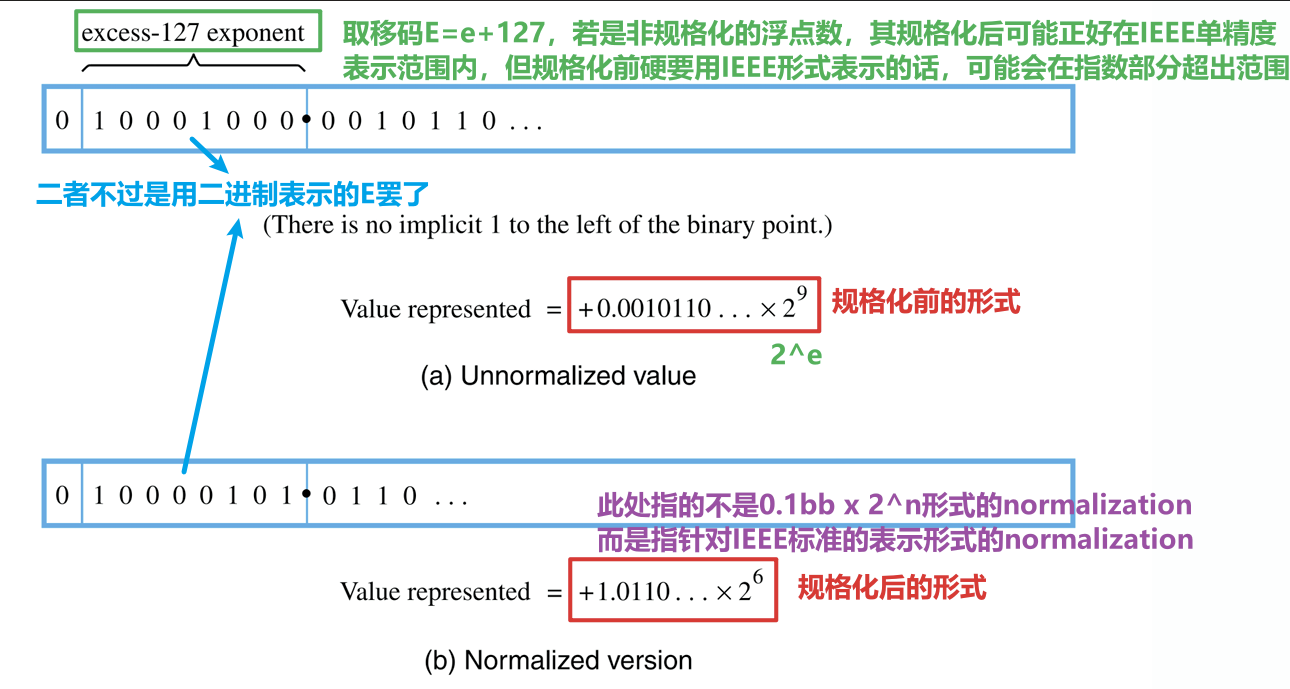 excess-127 exponent
取移码E=e+127，若是非规格化的浮点数，其规格化后可能正好在IEEE单精度
表示范围内，但规格化前硬要用IEEE形式表示的话，可能会在指数部分超出范围
0 1 0 0 0 1 0 0 0 • 0 0 1 0 1 1 0 . . .
二者不过是用二进制表示的E罢了
(There is no implicit 1 to the left of the binary point.)
Value represented = +0.0010110 . . . × 2^9 规格化前的形式
2^e
(a) Unnormalized value
0 1 0 0 0 0 1 0 1 • 0 1 1 0 . . .
此处指的不是0.1bb x 2^n形式的normalization
而是指针对IEEE标准的表示形式的normalization
Value represented = +1.0110 . . . × 2^6 规格化后的形式
(b) Normalized version